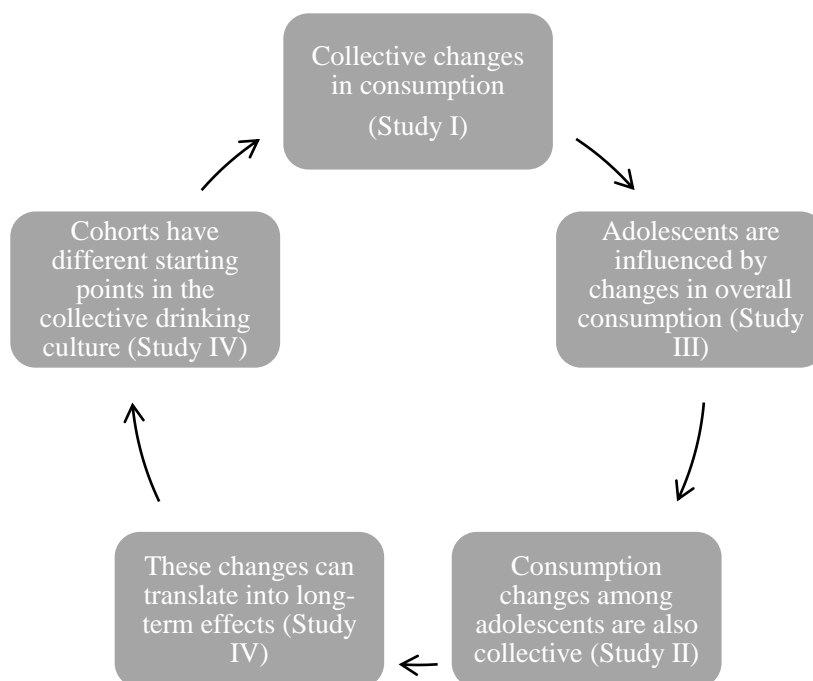 Collective changes
in consumption
(Study I)
Adolescents are
influenced by
changes in overall
consumption (Study
III)
Consumption
changes among
adolescents are also
collective (Study II)
These changes can
translate into long-
term effects (Study
IV)
Cohorts have
different starting
points in the
collective drinking
culture (Study IV)